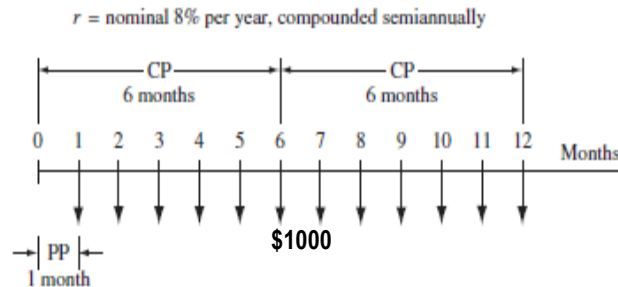 r = nominal 8% per year, compounded semiannually
CP CP
6 months 6 months
0 1 2 3 4 5 6 7 8 9 10 11 12
Months
$1000
PP
1 month